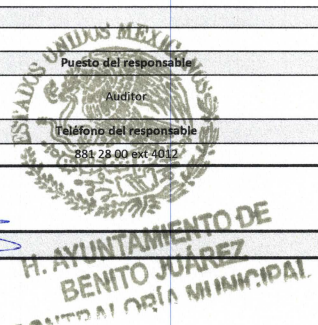 ESTADOS UNIDOS MEXICANOS
Puesto del responsable
Auditor
Teléfono del responsable
881 28 00 ext 4012
H. AYUNTAMIENTO DE
BENITO JUÁREZ
CONTRALORÍA MUNICIPAL